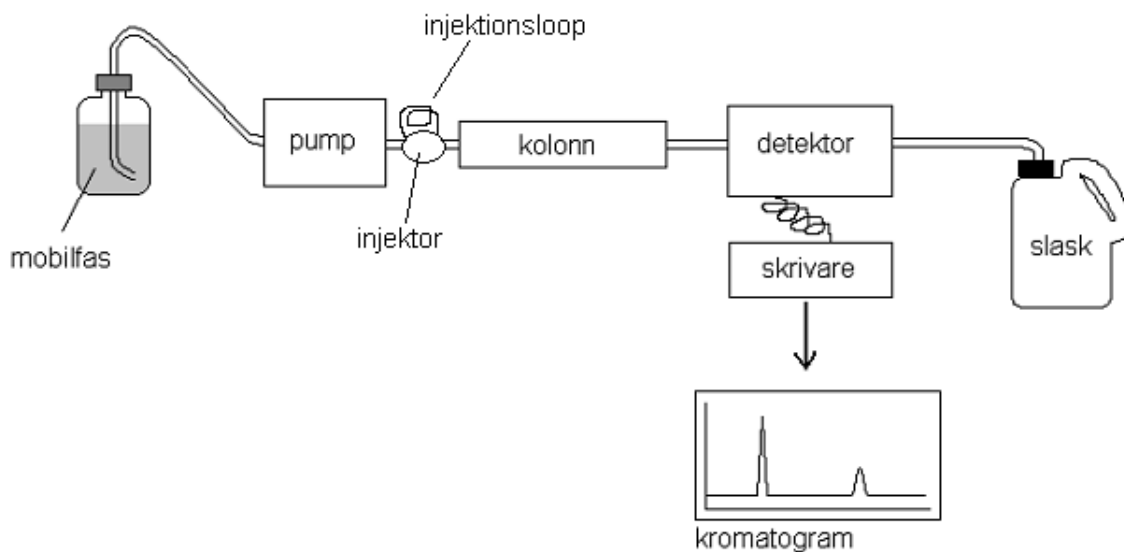 injektionsloop
pump
kolonn
detektor
injektor
mobilfas
skrivare
slask
kromatogram